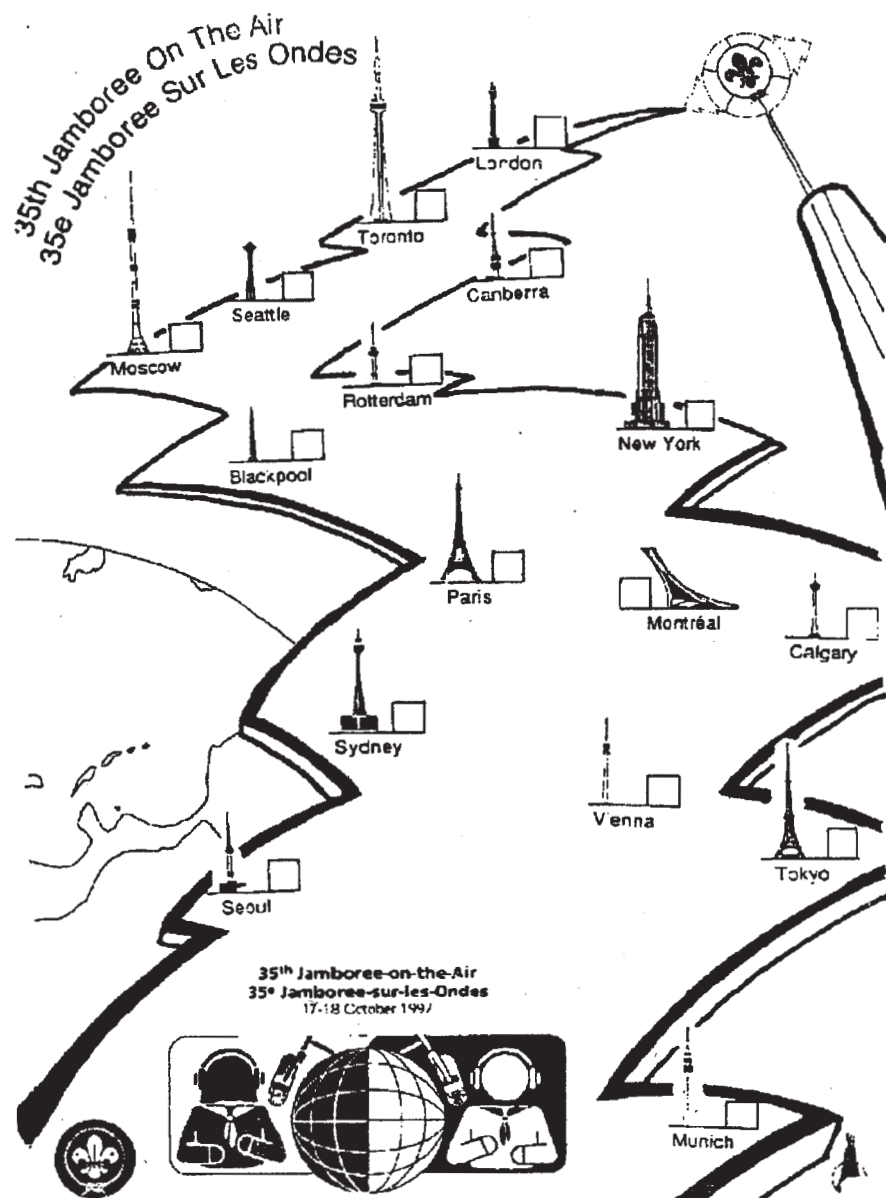 35th Jamboree On The Air
35e Jamboree Sur Les Ondes
London
Toronto
Canberra
Seattle
Moscow
Rotterdam
New York
Blackpool
Paris
Montréal
Calgary
Sydney
Vienna
Tokyo
Seoul
35th Jamboree-on-the-Air
35e Jamboree-sur-les-Ondes
17-18 October 1992
Munich